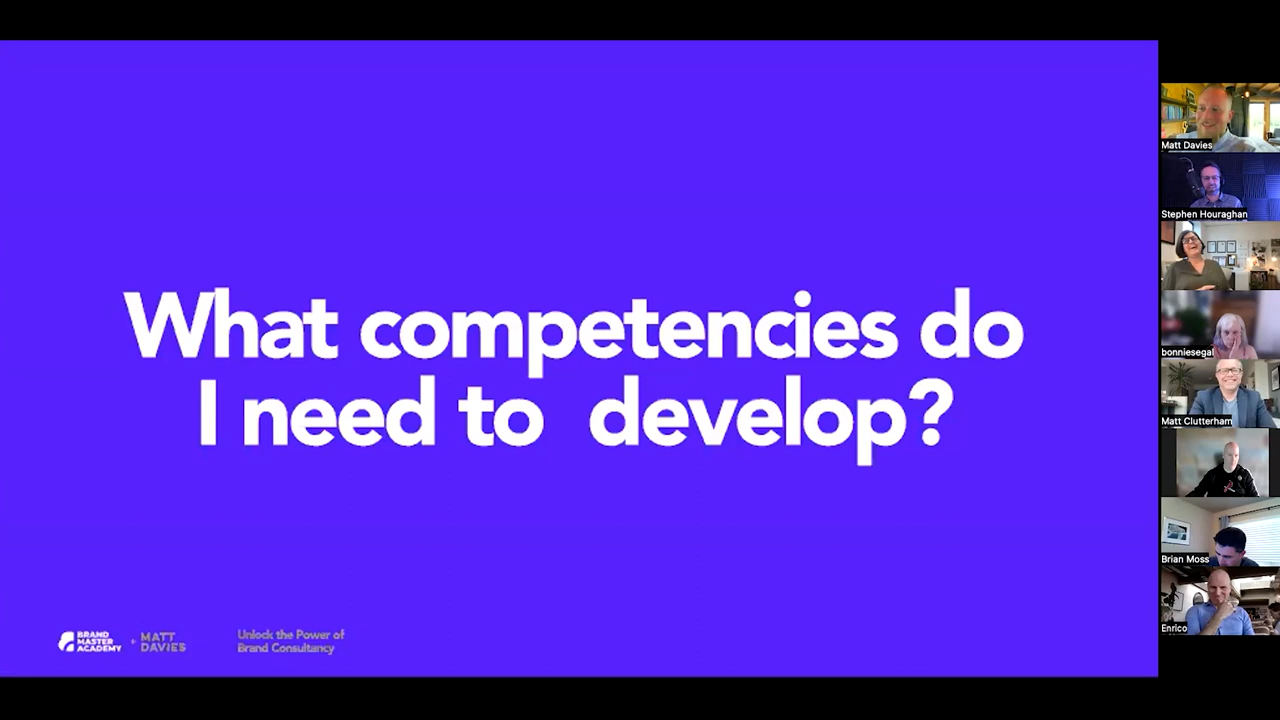 What competencies do
I need to  develop?
BRAND
MASTER
ACADEMY
+
MATT
DAVIES
Unlock the Power of
Brand Consultancy
Matt Davies
Stephen Houraghan
bonniesegal
Matt Clutterham
Brian Moss
Enrico